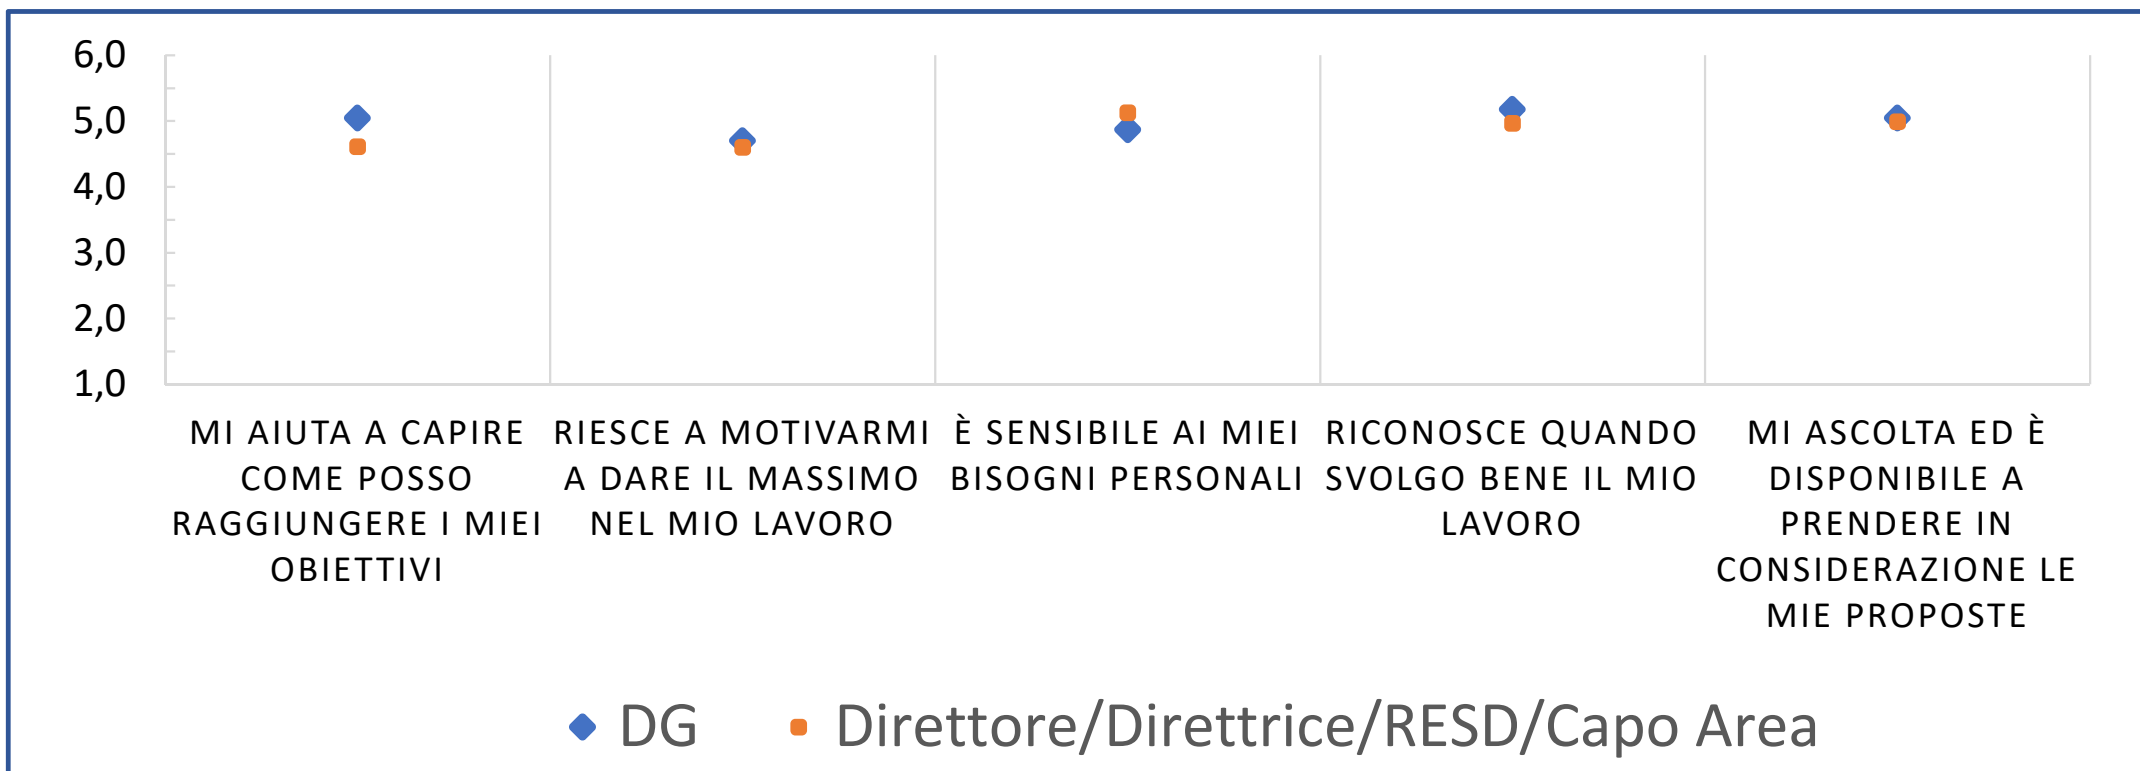 6,0
5,0
4,0
3,0
2,0
1,0
MI AIUTA A CAPIRE
COME POSSO
RAGGIUNGERE I MIEI
OBIETTIVI
RIESCE A MOTIVARMI
A DARE IL MASSIMO
NEL MIO LAVORO
È SENSIBILE AI MIEI
BISOGNI PERSONALI
RICONOSCE QUANDO
SVOLGO BENE IL MIO
LAVORO
MI ASCOLTA ED È
DISPONIBILE A
PRENDERE IN
CONSIDERAZIONE LE
MIE PROPOSTE
DG
Direttore/Direttrice/RESD/Capo Area